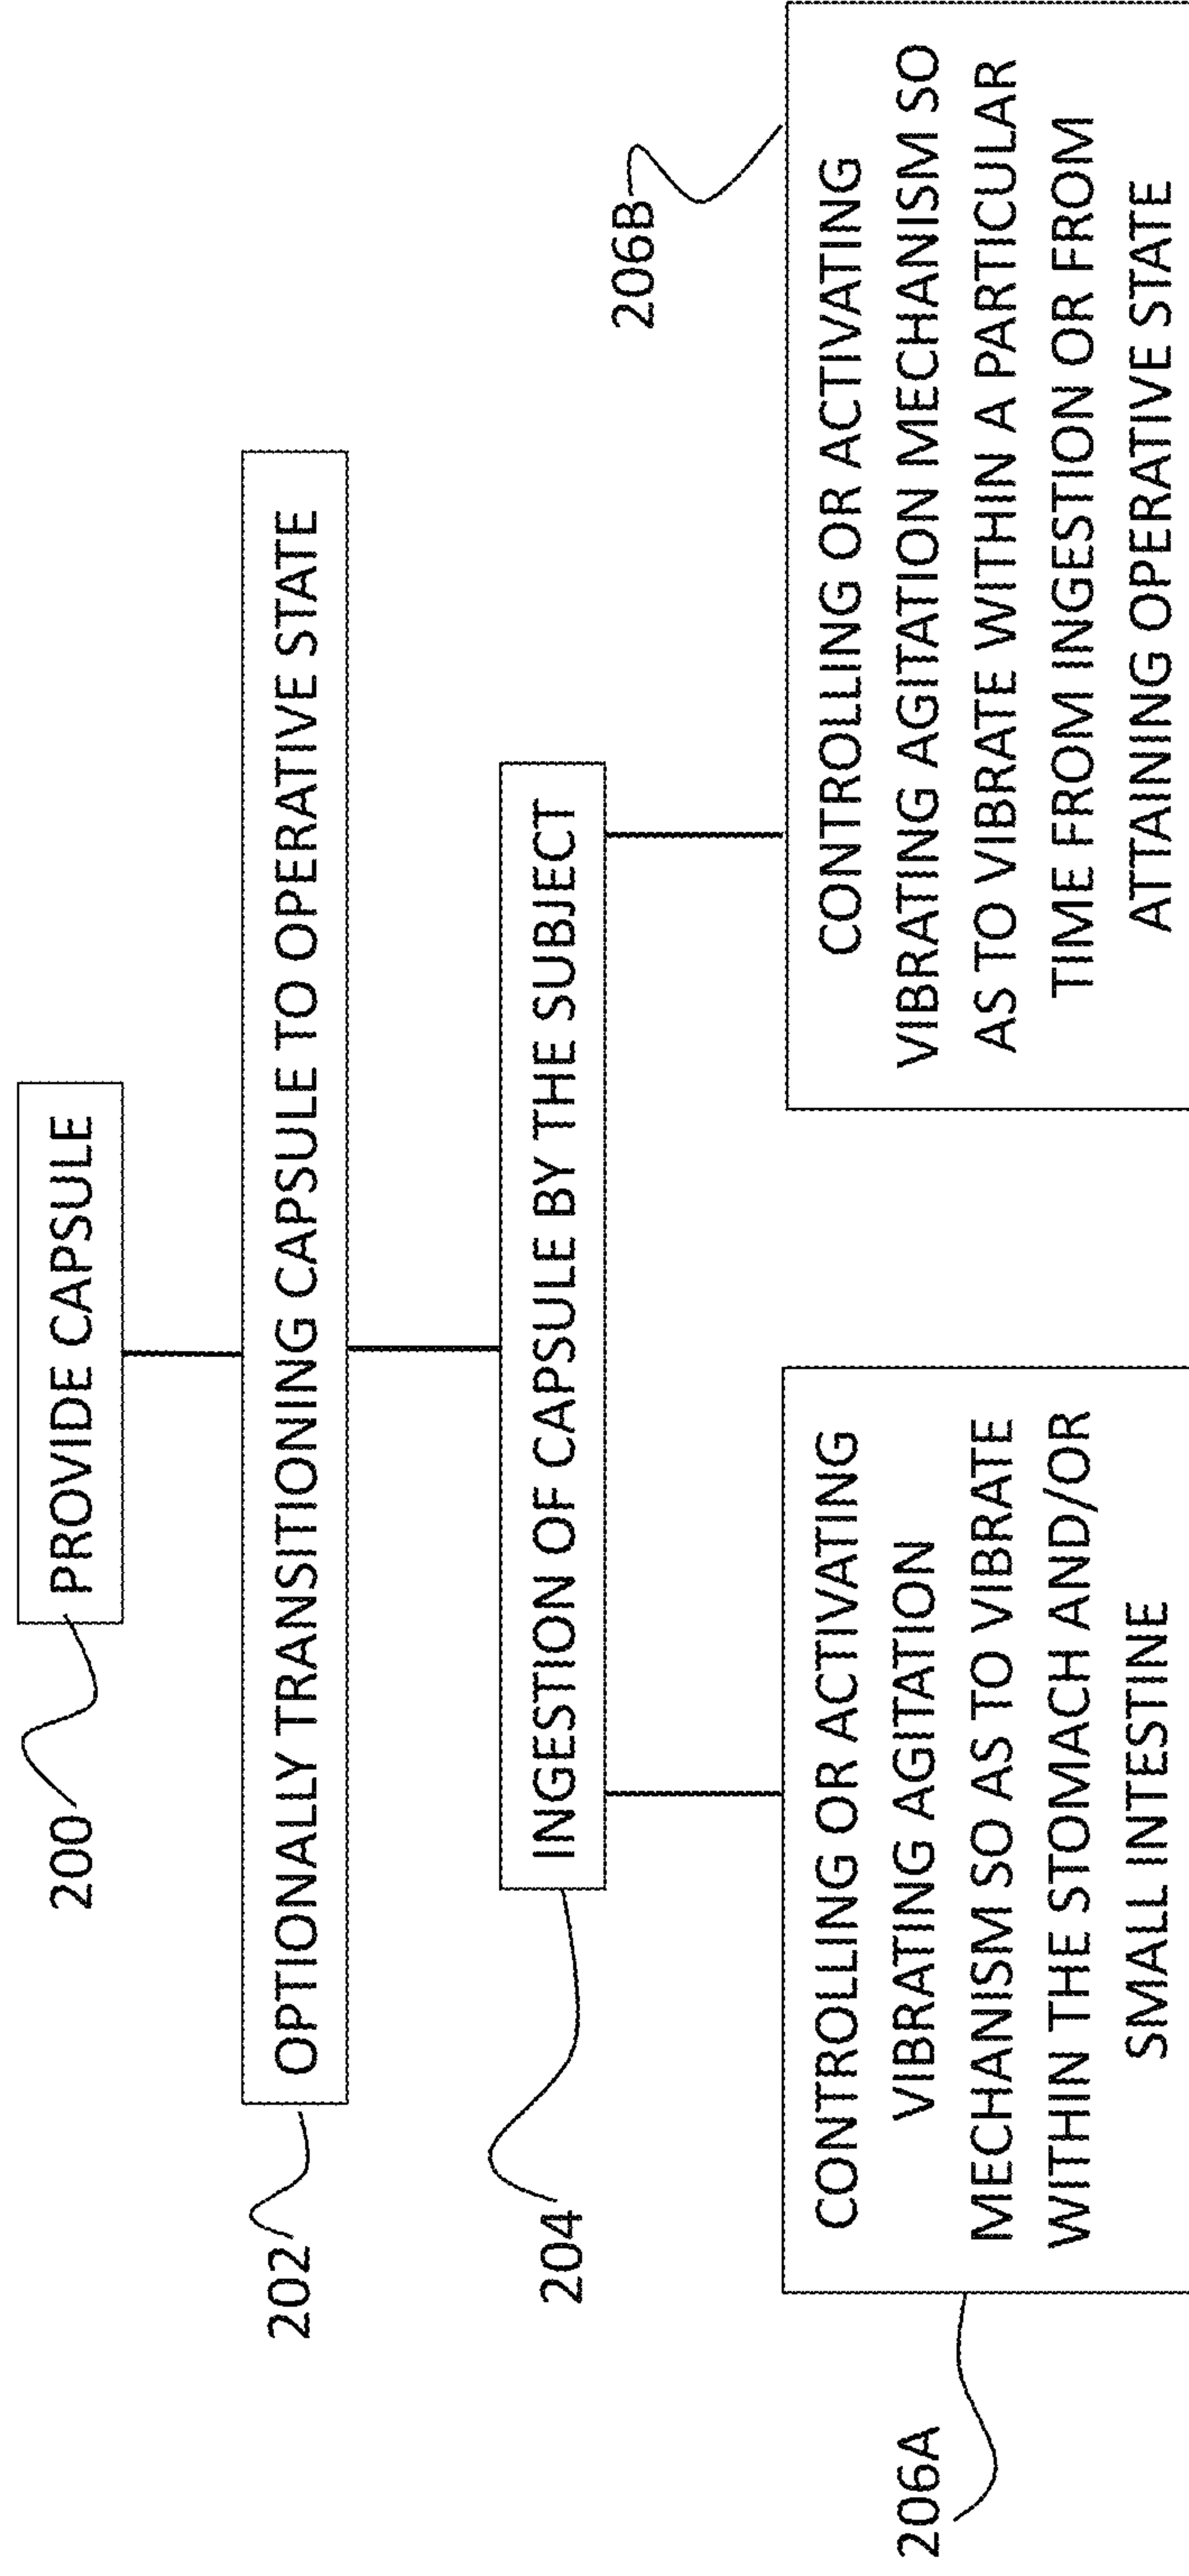 200
PROVIDE CAPSULE
202
OPTIONALLY TRANSITIONING CAPSULE TO OPERATIVE STATE
204
INGESTION OF CAPSULE BY THE SUBJECT
206A
CONTROLLING OR ACTIVATING
VIBRATING AGITATION
MECHANISM SO AS TO VIBRATE
WITHIN THE STOMACH AND/OR
SMALL INTESTINE
206B
CONTROLLING OR ACTIVATING
VIBRATING AGITATION MECHANISM SO
AS TO VIBRATE WITHIN A PARTICULAR
TIME FROM INGESTION OR FROM
ATTAINING OPERATIVE STATE